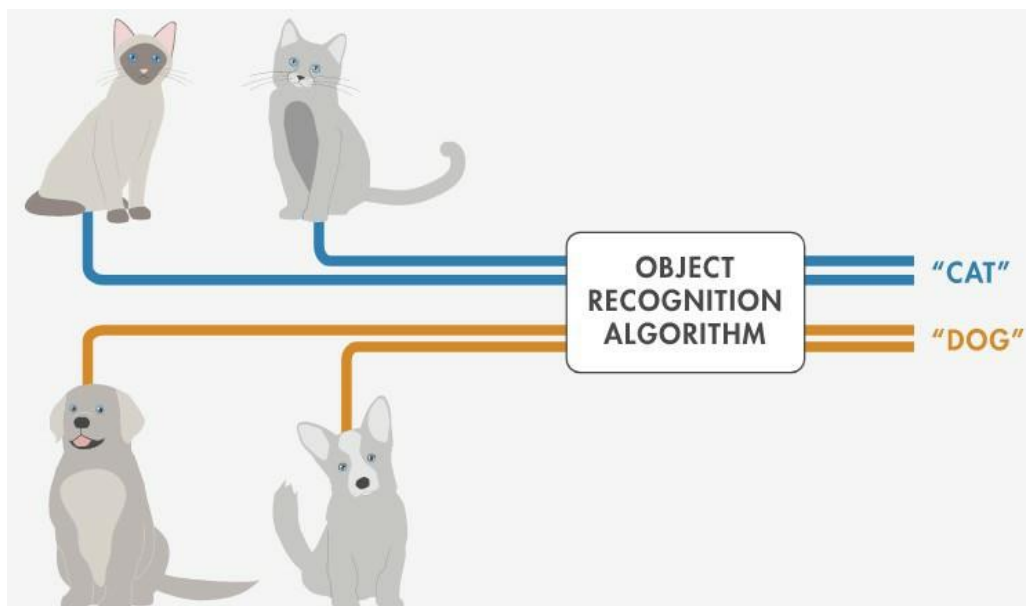 OBJECT
RECOGNITION
ALGORITHM
“CAT”
“DOG”